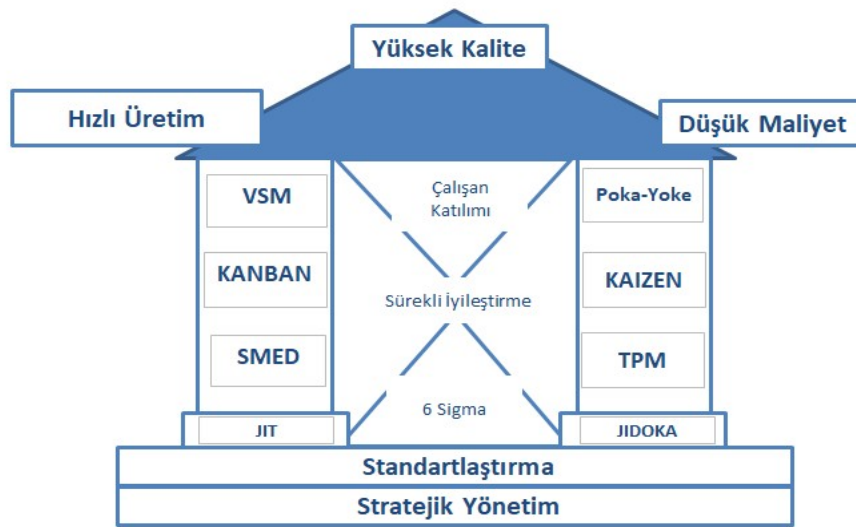 Yüksek Kalite
Hızlı Üretim
Düşük Maliyet
VSM
KANBAN
SMED
JIT
Çalışan
Katılımı
Sürekli İyileştirme
6 Sigma
Poka-Yoke
KAIZEN
TPM
JIDOKA
Standartlaştırma
Stratejik Yönetim